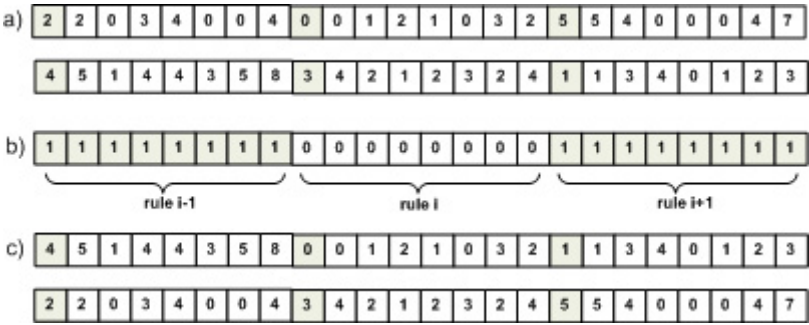 a) 2 2 0 3 4 0 0 4 0 0 1 2 1 0 3 2 5 5 4 0 0 0 4 7
4 5 1 4 4 3 5 8 3 4 2 1 2 3 2 4 1 1 3 4 0 1 2 3
b) 1 1 1 1 1 1 1 1 0 0 0 0 0 0 0 0 1 1 1 1 1 1 1 1
rule i-1 rule i rule i+1
c) 4 5 1 4 4 3 5 8 0 0 1 2 1 0 3 2 1 1 3 4 0 1 2 3
2 2 0 3 4 0 0 4 3 4 2 1 2 3 2 4 5 5 4 0 0 0 4 7